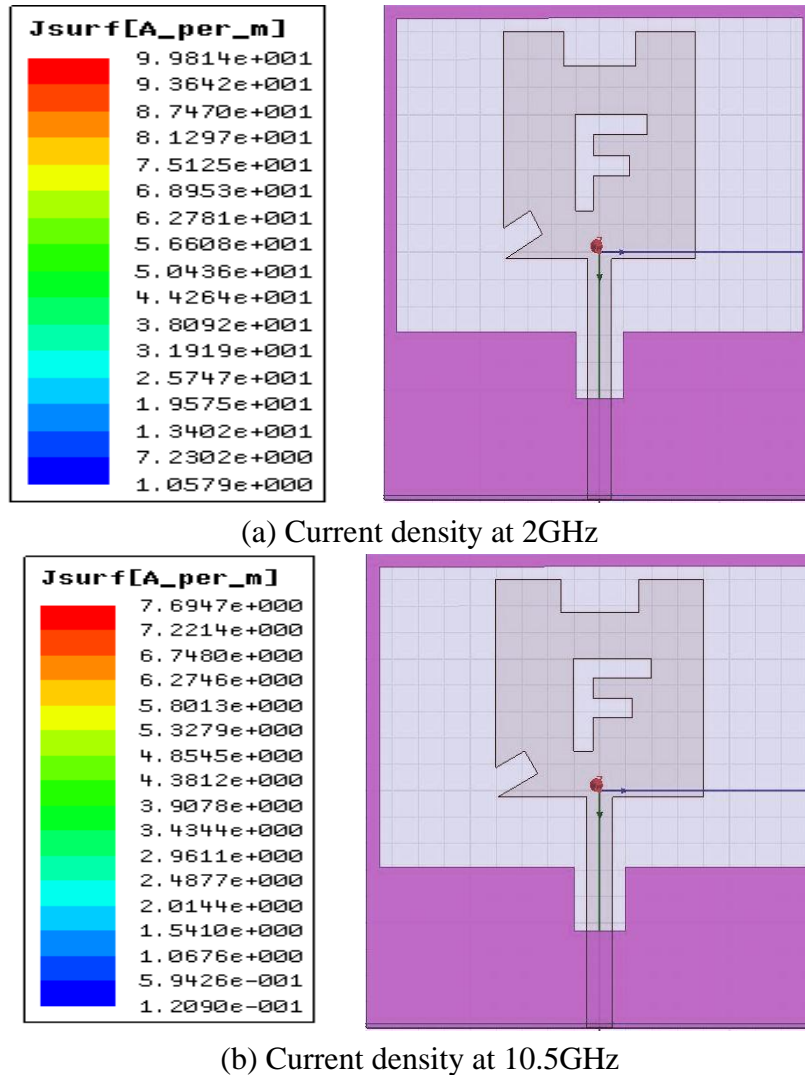 Jsurf[A_per_m]
9.9814e+001
9.3642e+001
8.7470e+001
8.1297e+001
7.5125e+001
6.8953e+001
6.2781e+001
5.6608e+001
5.0436e+001
4.4264e+001
3.8092e+001
3.1919e+001
2.5747e+001
1.9575e+001
1.3402e+001
7.2302e+000
1.0579e+000
F
(a) Current density at 2GHz
Jsurf[A_per_m]
7.6947e+000
7.2214e+000
6.7480e+000
6.2746e+000
5.8013e+000
5.3279e+000
4.8545e+000
4.3812e+000
3.9078e+000
3.4344e+000
2.9611e+000
2.4877e+000
2.0144e+000
1.5410e+000
1.0676e+000
5.9426e-001
1.2090e-001
F
(b) Current density at 10.5GHz